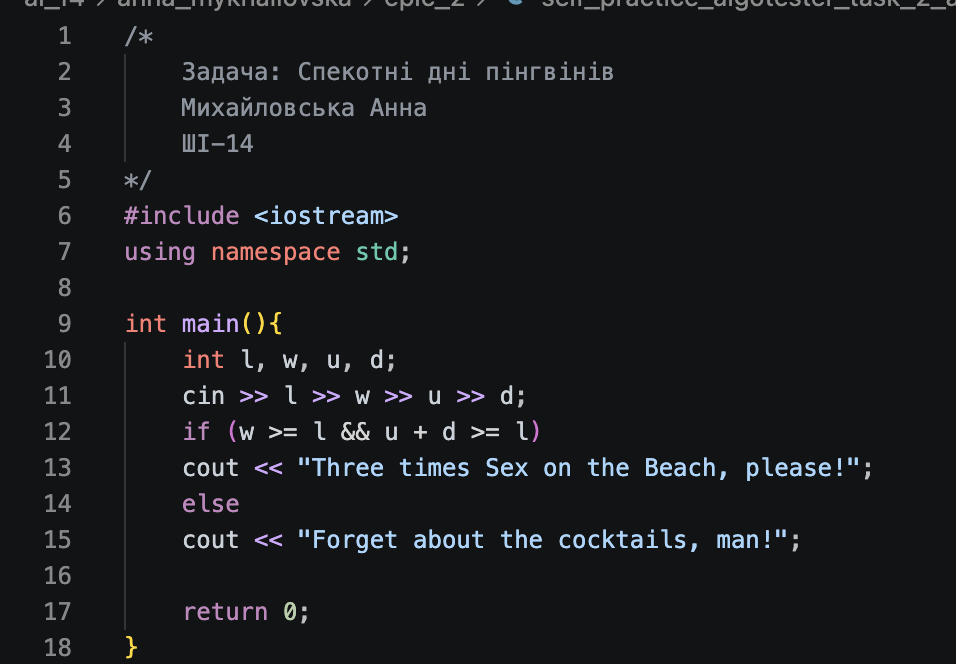 anna_mykhailovska > epic_2 > self_practice_algotester_task_2_a
1 /*
2 Задача: Спекотні дні пінгвінів
3 Михайловська Анна
4 ШІ-14
5 */
6 #include <iostream>
7 using namespace std;
8
9 int main(){
10 int l, w, u, d;
11 cin >> l >> w >> u >> d;
12 if (w >= l && u + d >= l)
13 cout << "Three times Sex on the Beach, please!";
14 else
15 cout << "Forget about the cocktails, man!";
16
17 return 0;
18 }